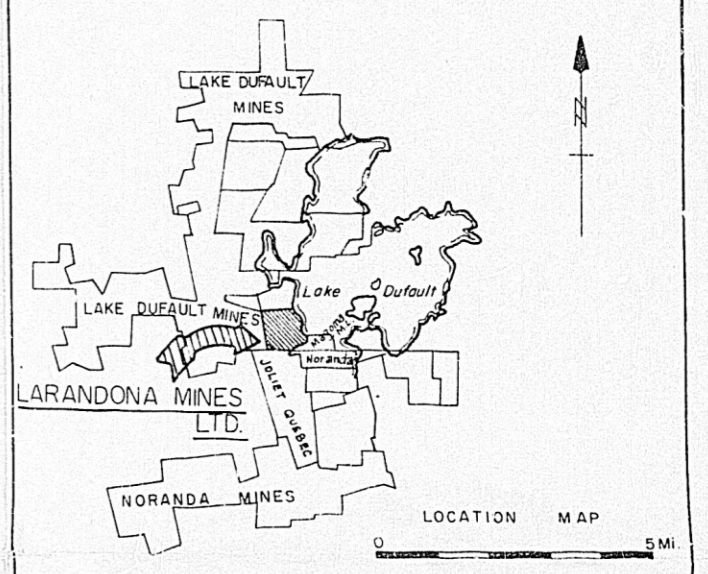 LAKE DUFAULT
MINES
N
Lake Dufault
LAKE DUFAULT MINES
Noranda
JOLIET QUEBEC
LARANDONA MINES
LTD.
NORANDA MINES
LOCATION MAP
0 5 Mi.